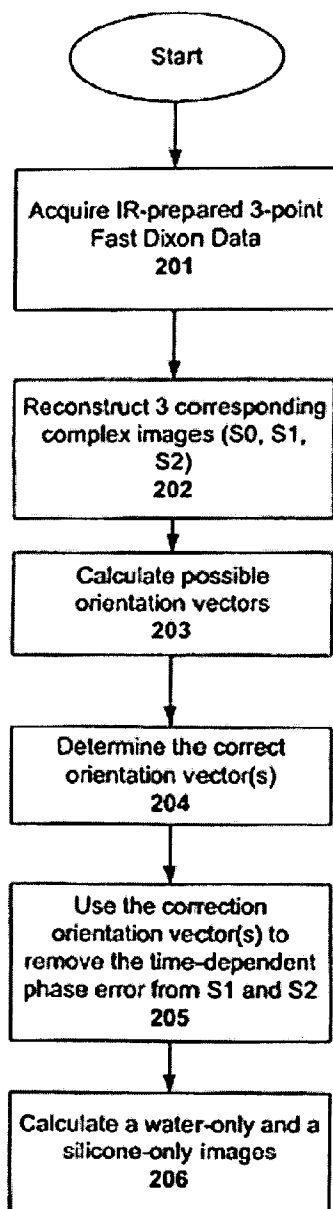 Start
Acquire IR-prepared 3-point
Fast Dixon Data
201
Reconstruct 3 corresponding
complex images (S0, S1,
S2)
202
Calculate possible
orientation vectors
203
Determine the correct
orientation vector(s)
204
Use the correction
orientation vector(s) to
remove the time-dependent
phase error from S1 and S2
205
Calculate a water-only and a
silicone-only images
206